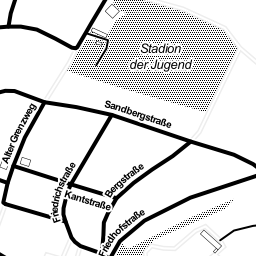 Stadion
der Jugend
Sandbergstraße
Alter Grenzweg
Friedrichstraße
Bergstraße
Kantstraße
Friedhofstraße